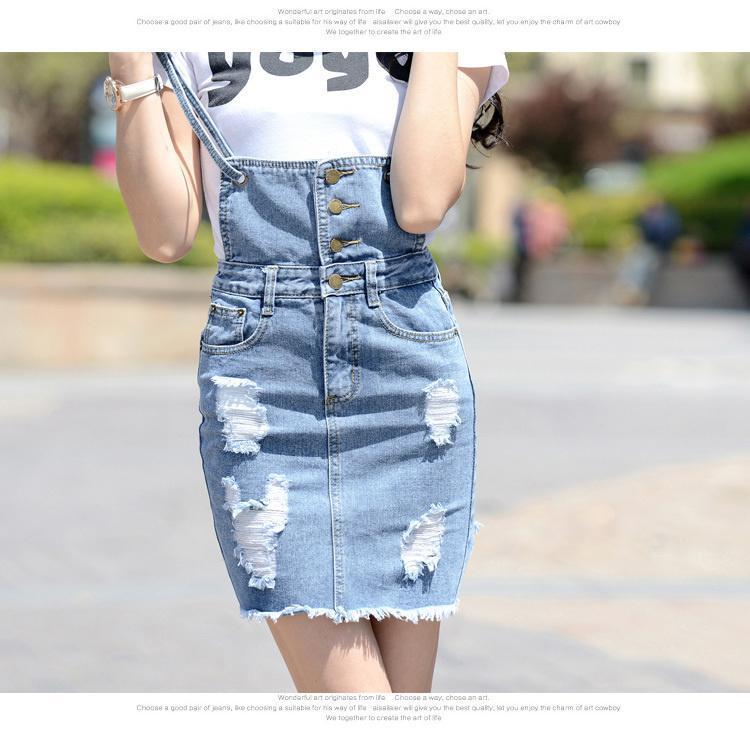 Wonderful art originates from life Choose a way, chose an art.
Choose a good pair of jeans, like choosing a suitable for his way of life aisailaier will give you the best quality, let you enjoy the charm of art cowboy
We together to create the art of life
Wonderful art originates from life Choose a way, chose an art.
Choose a good pair of jeans, like choosing a suitable for his way of life aisailaier will give you the best quality, let you enjoy the charm of art cowboy
We together to create the art of life